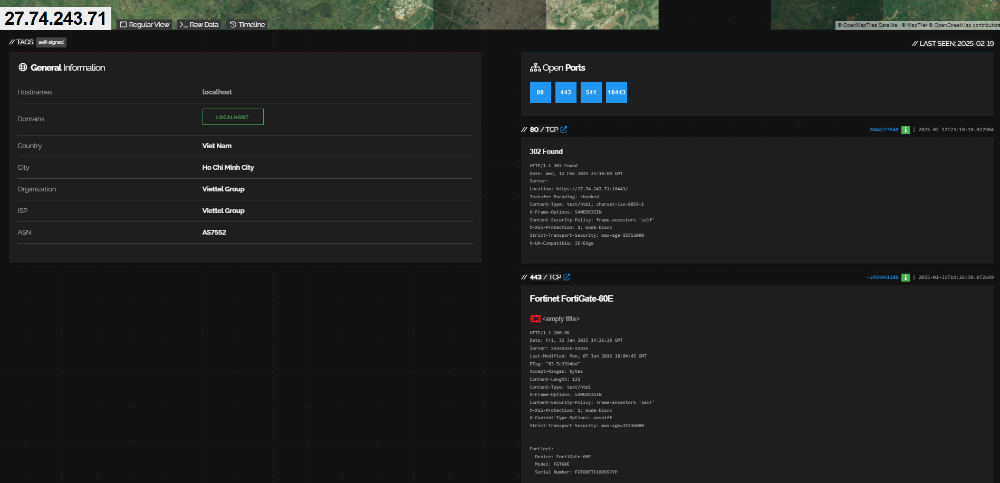 27.74.243.71
Regular View
Raw Data
Timeline
© OpenMapTiles Satellite © MapTiler © OpenStreetMap contributors
// TAGS: self-signed
// LAST SEEN: 2025-02-19
General Information
Hostnames localhost
Domains LOCALHOST.
Country Viet Nam
City Ho Chi Minh City
Organization Viettel Group
ISP Viettel Group
ASN AS7552
Open Ports
80 443 541 10443
// 80 / TCP
-2044223540 | 2025-02-12T23:10:10.022904
302 Found
HTTP/1.1 302 Found
Date: Wed, 12 Feb 2025 23:10:09 GMT
Server:
Location: https://27.74.243.71:10443/
Transfer-Encoding: chunked
Content-Type: text/html; charset=iso-8859-1
X-Frame-Options: SAMEORIGIN
Content-Security-Policy: frame-ancestors 'self'
X-XSS-Protection: 1; mode=block
Strict-Transport-Security: max-age=15552000
X-UA-Compatible: IE=Edge
// 443 / TCP
-1454941180 | 2025-01-31T14:26:30.072649
Fortinet FortiGate-60E
<empty title>
HTTP/1.1 200 OK
Date: Fri, 31 Jan 2025 14:26:29 GMT
Server: xxxxxxxx-xxxxx
Last-Modified: Mon, 07 Jan 2019 18:04:45 GMT
ETag: "83-5c3394bd"
Accept-Ranges: bytes
Content-Length: 131
Content-Type: text/html
X-Frame-Options: SAMEORIGIN
Content-Security-Policy: frame-ancestors 'self'
X-XSS-Protection: 1; mode=block
X-Content-Type-Options: nosniff
Strict-Transport-Security: max-age=31536000
Fortinet:
Device: FortiGate-60E
Model: FGT60E
Serial Number: FGT60ETK18099JYP